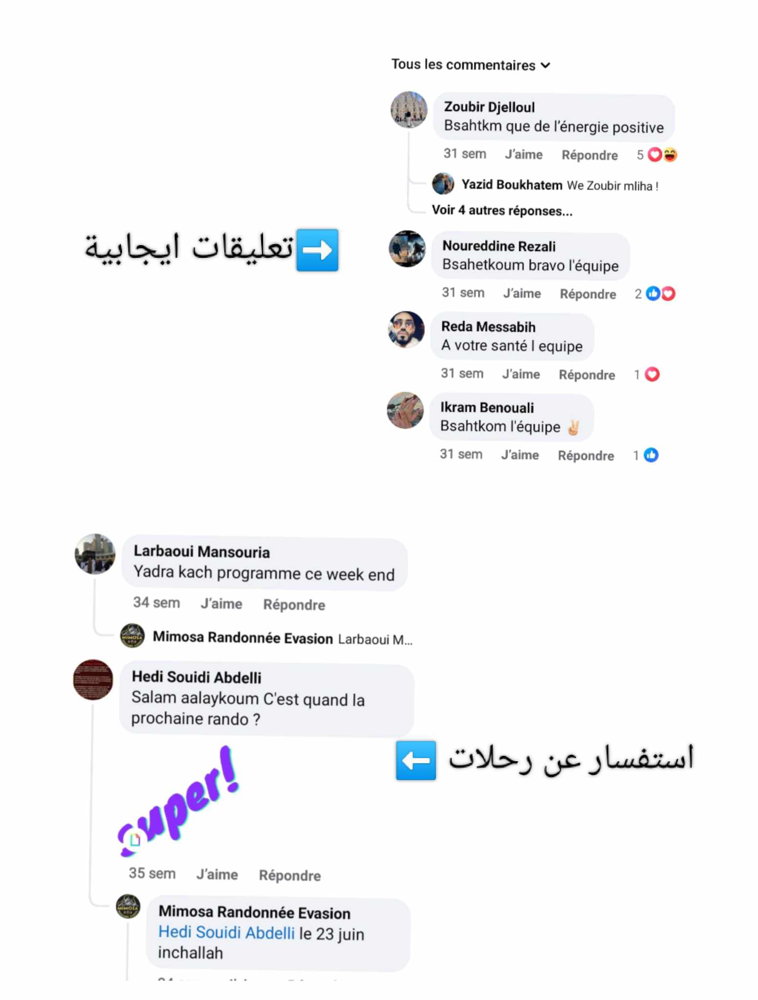 Tous les commentaires
Zoubir Djelloul
Bsahtkm que de l’énergie positive
31 sem J’aime Répondre 5
Yazid Boukhatem We Zoubir mliha !
Voir 4 autres réponses...
تعليقات ايجابية
Noureddine Rezali
Bsahetkoum bravo l'équipe
31 sem J’aime Répondre 2
Reda Messabih
A votre santé l equipe
31 sem J’aime Répondre 1
Ikram Benouali
Bsahtkom l'équipe ✌🏻
31 sem J’aime Répondre 1
Larbaoui Mansouria
Yadra kach programme ce week end
34 sem J’aime Répondre
MIMOSA
Mimosa Randonnée Evasion Larbaoui M...
Hedi Souidi Abdelli
Salam aalaykoum C'est quand la
prochaine rando ?
استفسار عن رحلات
super!
35 sem J’aime Répondre
MIMOSA
Mimosa Randonnée Evasion
Hedi Souidi Abdelli le 23 juin
inchallah